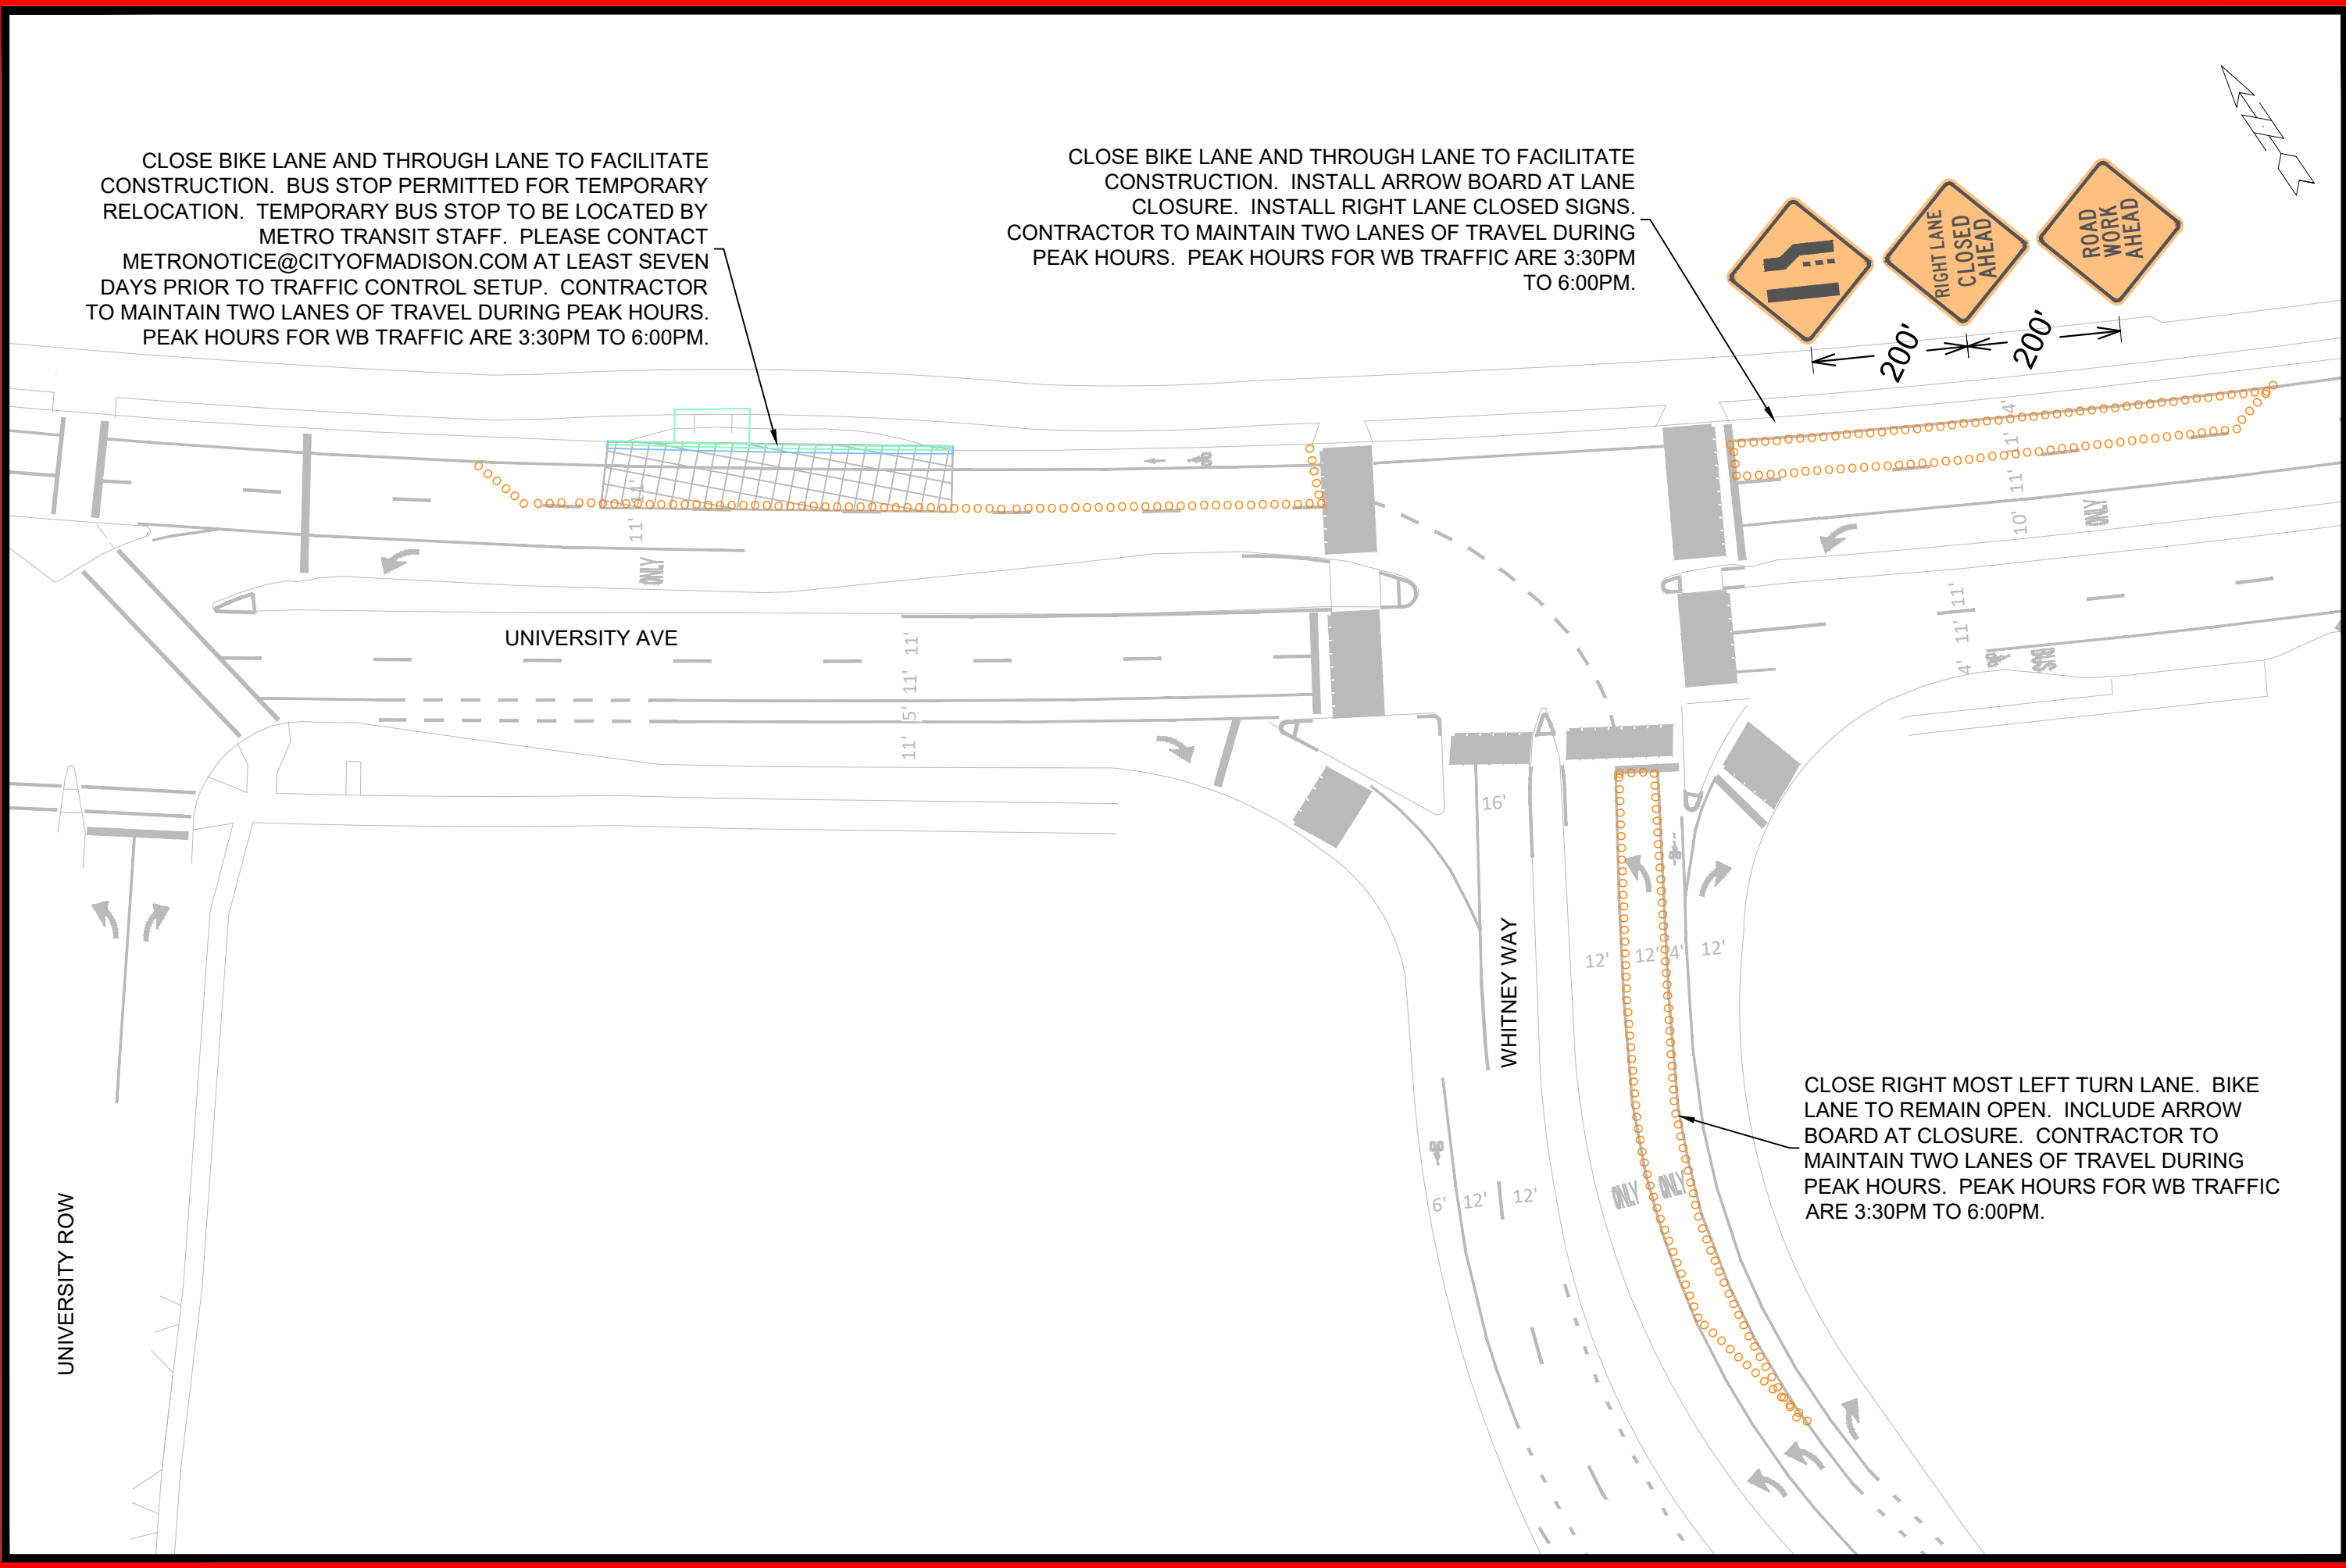 CLOSE BIKE LANE AND THROUGH LANE TO FACILITATE
CONSTRUCTION.  BUS STOP PERMITTED FOR TEMPORARY
RELOCATION.  TEMPORARY BUS STOP TO BE LOCATED BY
METRO TRANSIT STAFF.  PLEASE CONTACT
METRONOTICE@CITYOFMADISON.COM AT LEAST SEVEN
DAYS PRIOR TO TRAFFIC CONTROL SETUP.  CONTRACTOR
TO MAINTAIN TWO LANES OF TRAVEL DURING PEAK HOURS.
PEAK HOURS FOR WB TRAFFIC ARE 3:30PM TO 6:00PM.
CLOSE BIKE LANE AND THROUGH LANE TO FACILITATE
CONSTRUCTION.  INSTALL ARROW BOARD AT LANE
CLOSURE.  INSTALL RIGHT LANE CLOSED SIGNS.
CONTRACTOR TO MAINTAIN TWO LANES OF TRAVEL DURING
PEAK HOURS.  PEAK HOURS FOR WB TRAFFIC ARE 3:30PM
TO 6:00PM.
RIGHT LANE
CLOSED
AHEAD
ROAD
WORK
AHEAD
200'
200'
4'
11'
11'
10'
ONLY
11'
11'
ONLY
11'
11'
4'
BUS
UNIVERSITY AVE
11'
11'
5'
11'
16'
WHITNEY WAY
12'
12'
4'
12'
ONLY
ONLY
6'
12'
12'
CLOSE RIGHT MOST LEFT TURN LANE.  BIKE
LANE TO REMAIN OPEN.  INCLUDE ARROW
BOARD AT CLOSURE.  CONTRACTOR TO
MAINTAIN TWO LANES OF TRAVEL DURING
PEAK HOURS.  PEAK HOURS FOR WB TRAFFIC
ARE 3:30PM TO 6:00PM.
UNIVERSITY ROW